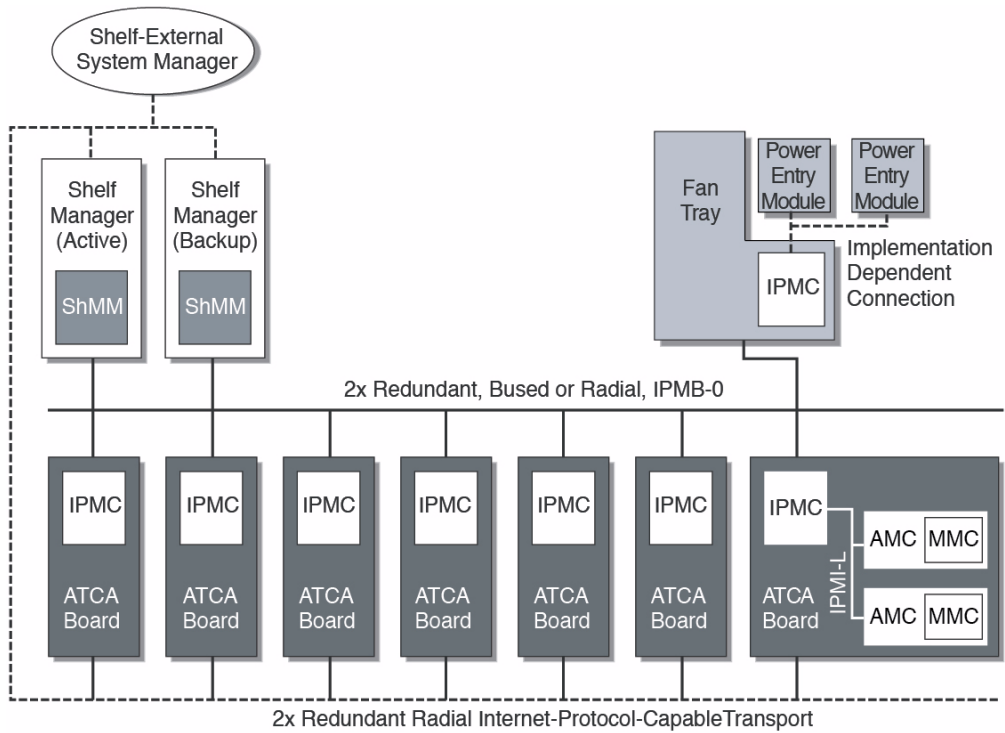 Shelf-External
System Manager
Shelf
Manager
(Active)
ShMM
Shelf
Manager
(Backup)
ShMM
Fan
Tray
Power
Entry
Module
Power
Entry
Module
IPMC
Implementation
Dependent
Connection
2x Redundant, Bused or Radial, IPMB-0
IPMC
ATCA
Board
IPMC
ATCA
Board
IPMC
ATCA
Board
IPMC
ATCA
Board
IPMC
ATCA
Board
IPMC
ATCA
Board
IPMC
ATCA
Board
IPMI-L
AMC
MMC
AMC
MMC
2x Redundant Radial Internet-Protocol-CapableTransport